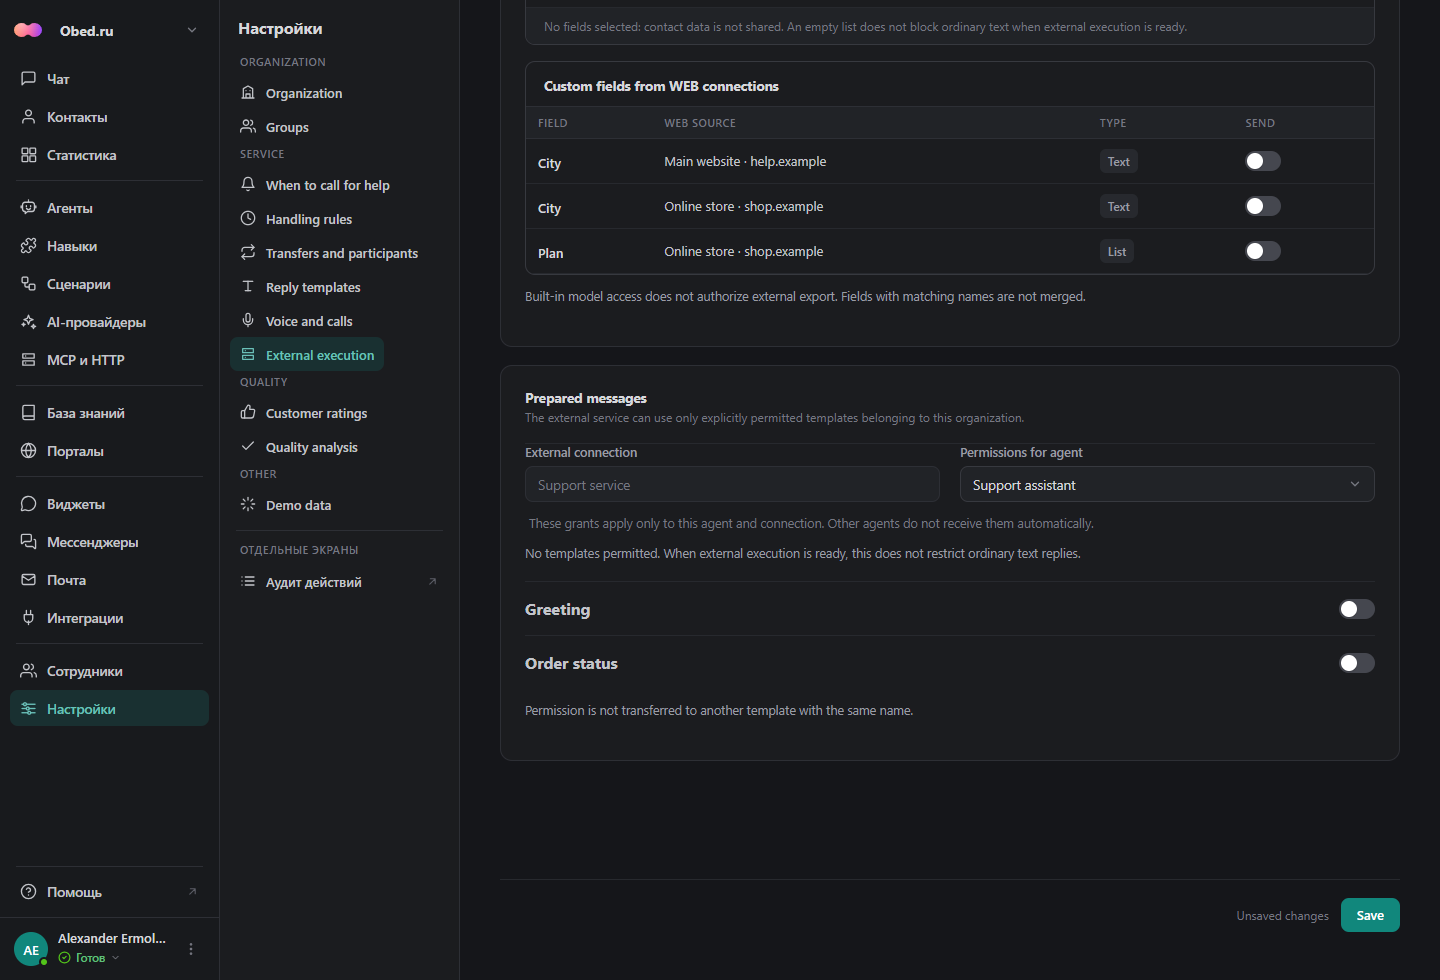 Obed.ru
Чат
Контакты
Статистика
Агенты
Навыки
Сценарии
AI-провайдеры
MCP и HTTP
База знаний
Порталы
Виджеты
Мессенджеры
Почта
Интеграции
Сотрудники
Настройки
Помощь
AE
Alexander Ermol...
Готов
Настройки
ORGANIZATION
Organization
Groups
SERVICE
When to call for help
Handling rules
Transfers and participants
Reply templates
Voice and calls
External execution
QUALITY
Customer ratings
Quality analysis
OTHER
Demo data
ОТДЕЛЬНЫЕ ЭКРАНЫ
Аудит действий
No fields selected: contact data is not shared. An empty list does not block ordinary text when external execution is ready.
Custom fields from WEB connections
FIELD WEB SOURCE TYPE SEND
City Main website · help.example Text
City Online store · shop.example Text
Plan Online store · shop.example List
Built-in model access does not authorize external export. Fields with matching names are not merged.
Prepared messages
The external service can use only explicitly permitted templates belonging to this organization.
External connection Permissions for agent
Support service Support assistant
These grants apply only to this agent and connection. Other agents do not receive them automatically.
No templates permitted. When external execution is ready, this does not restrict ordinary text replies.
Greeting
Order status
Permission is not transferred to another template with the same name.
Unsaved changes Save